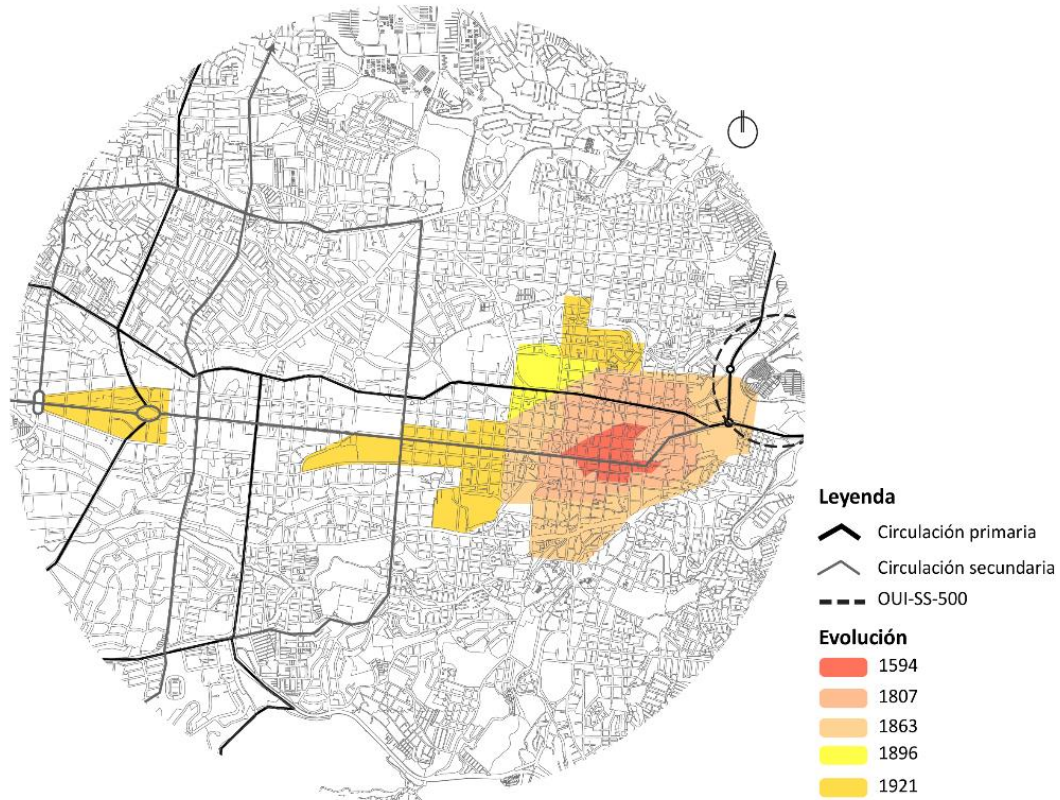 Leyenda
Circulación primaria
Circulación secundaria
OUI-SS-500
Evolución
1594
1807
1863
1896
1921